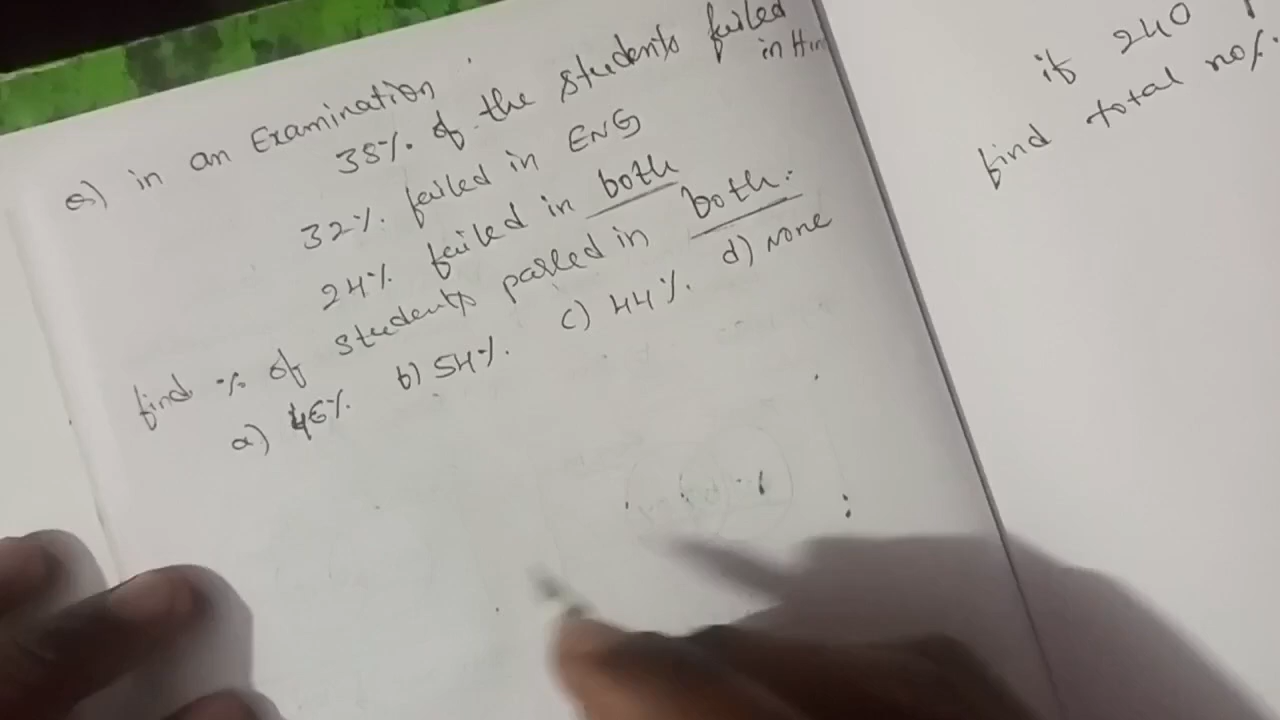 Q) in an Examination
38% of the students failed
in Hin
32% failed in ENG
24% failed in both
find % of students passed in both.
a) 46% b) 54% c) 44% d) None
if 240
find total no/.